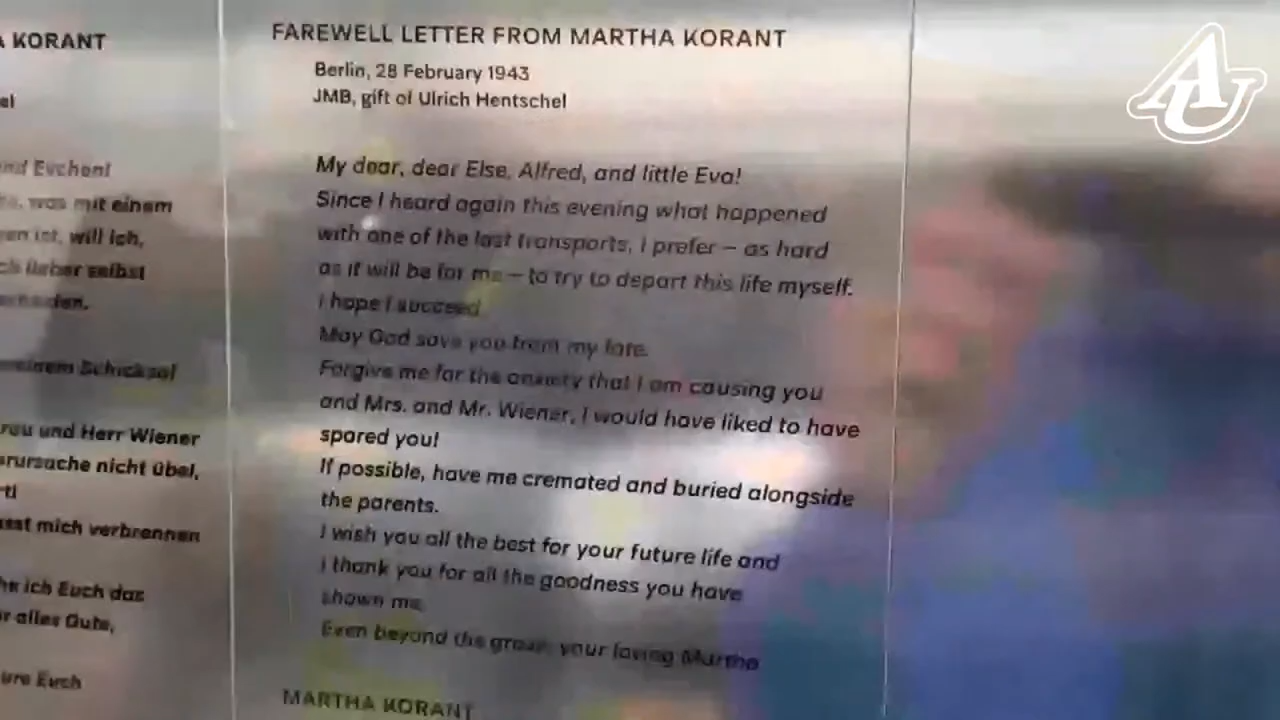 A KORANT
el
und Evchen!
was mit einem
en ist, will ich,
ch lieber selbst
scheiden.
meinem Schicksal
rau und Herr Wiener
rursache nicht übel,
rt!
asst mich verbrennen
he ich Euch das
r alles Gute,
ure Euch
FAREWELL LETTER FROM MARTHA KORANT
Berlin, 28 February 1943
JMB, gift of Ulrich Hentschel
My dear, dear Else, Alfred, and little Eva!
Since I heard again this evening what happened
with one of the last transports, I prefer – as hard
as it will be for me – to try to depart this life myself.
I hope I succeed.
May God save you from my fate.
Forgive me for the anxiety that I am causing you
and Mrs. and Mr. Wiener, I would have liked to have
spared you!
If possible, have me cremated and buried alongside
the parents.
I wish you all the best for your future life and
I thank you for all the goodness you have
shown me.
Even beyond the grave, your loving Martha
MARTHA KORANT
AU